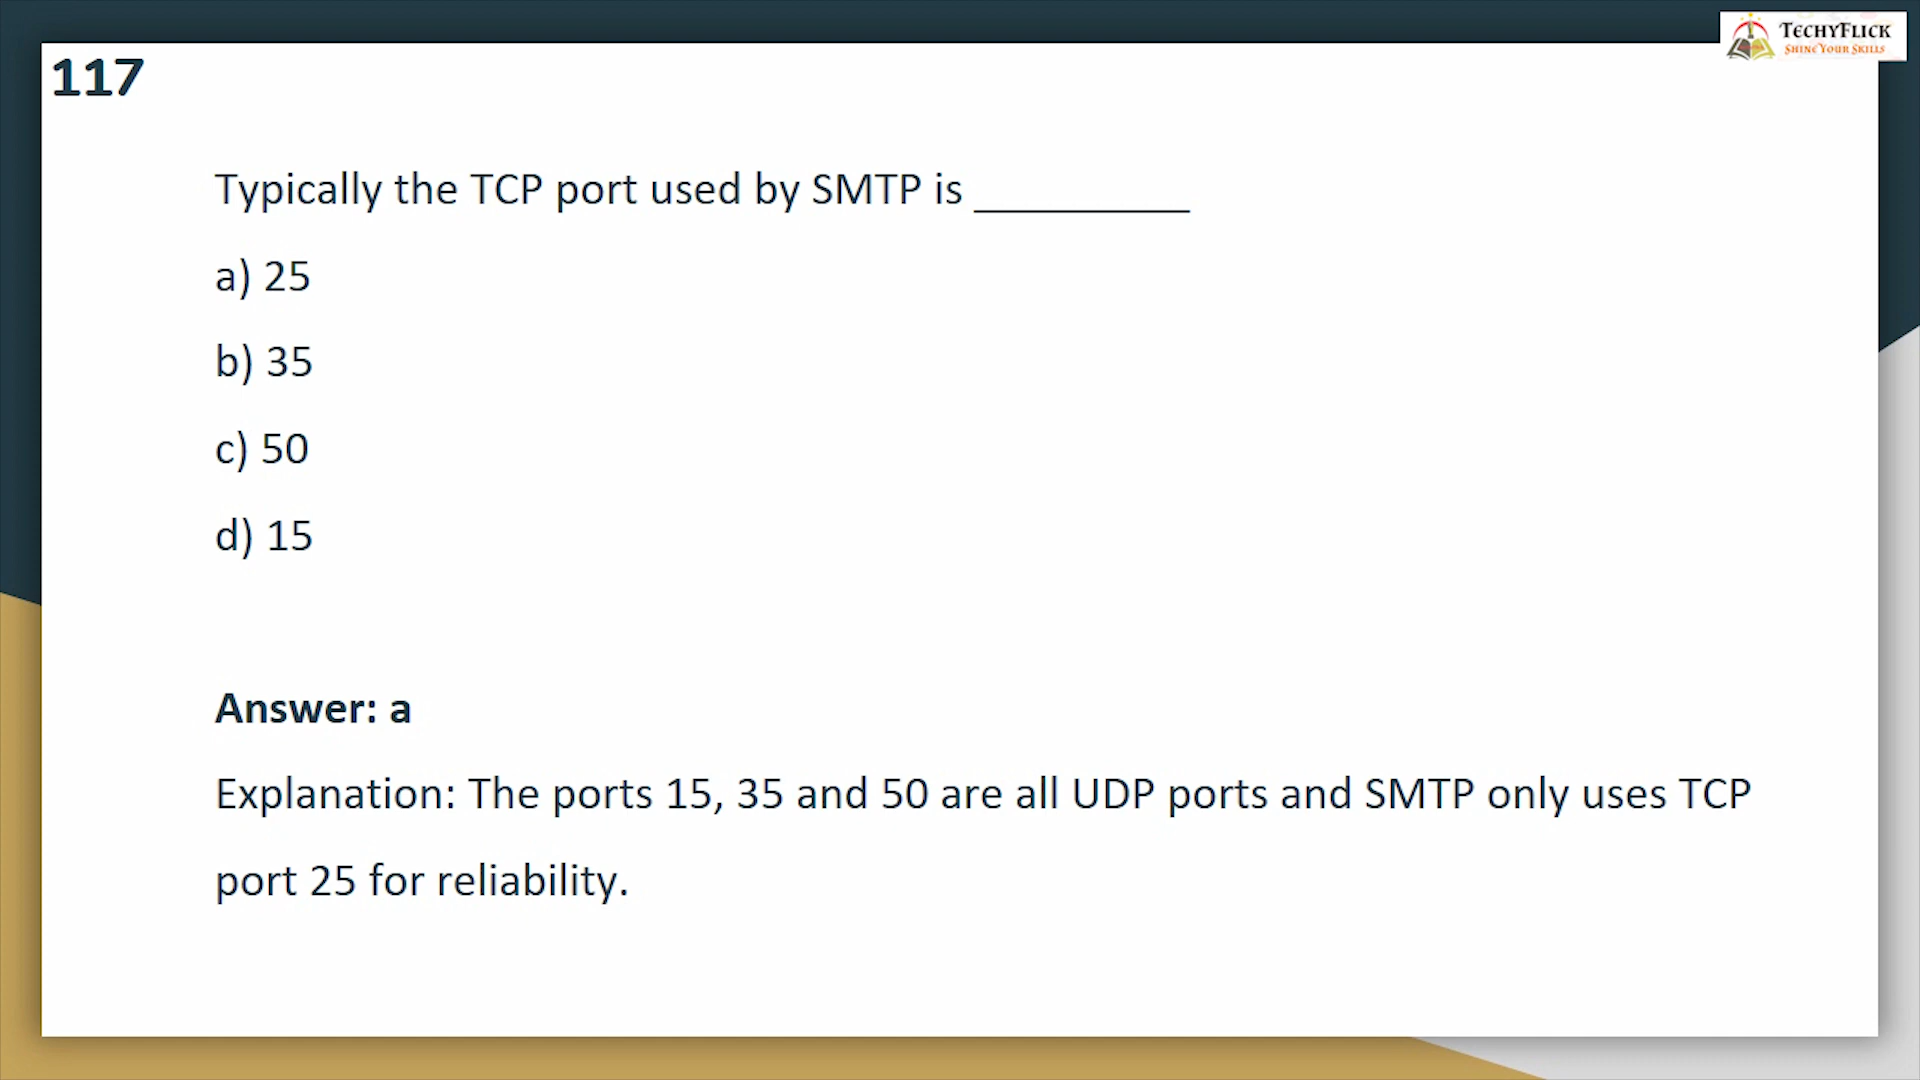 TECHYFLICK
SHINE YOUR SKILLS
117
Typically the TCP port used by SMTP is __________
a) 25
b) 35
c) 50
d) 15
Answer: a
Explanation: The ports 15, 35 and 50 are all UDP ports and SMTP only uses TCP
port 25 for reliability.